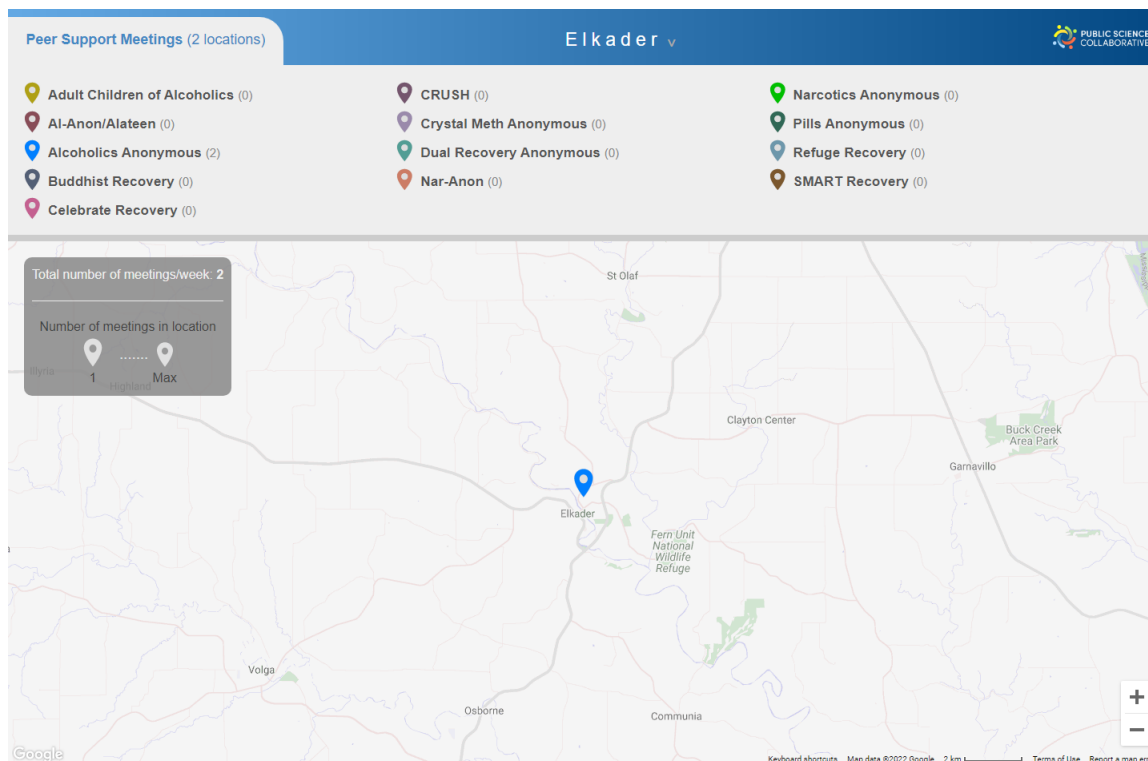 Peer Support Meetings (2 locations)
Elkader v
PUBLIC SCIENCE
COLLABORATIVE
Adult Children of Alcoholics (0)
Al-Anon/Alateen (0)
Alcoholics Anonymous (2)
Buddhist Recovery (0)
Celebrate Recovery (0)
CRUSH (0)
Crystal Meth Anonymous (0)
Dual Recovery Anonymous (0)
Nar-Anon (0)
Narcotics Anonymous (0)
Pills Anonymous (0)
Refuge Recovery (0)
SMART Recovery (0)
Total number of meetings/week: 2
Number of meetings in location
1 ....... Max
Illyria
Highland
St Olaf
Clayton Center
Buck Creek
Area Park
Garnavillo
Elkader
Fern Unit
National
Wildlife
Refuge
Volga
Osborne
Communia
+
−
Google
Keyboard shortcuts Map data ©2022 Google 2 km Terms of Use Report a map er